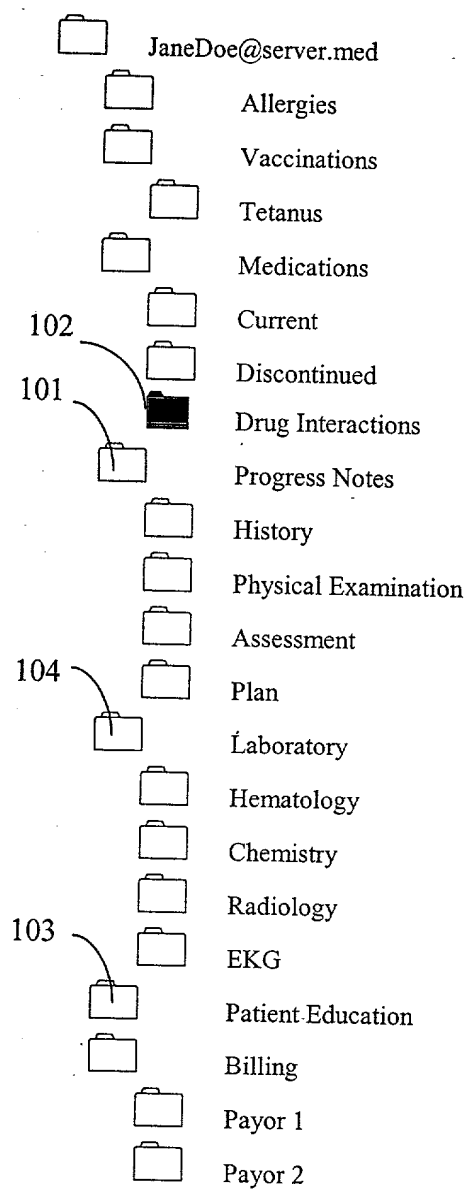 JaneDoe@server.med
Allergies
Vaccinations
Tetanus
Medications
Current
102
Discontinued
101
Drug Interactions
Progress Notes
History
Physical Examination
Assessment
104
Plan
Laboratory
Hematology
Chemistry
Radiology
103
EKG
Patient Education
Billing
Payor 1
Payor 2